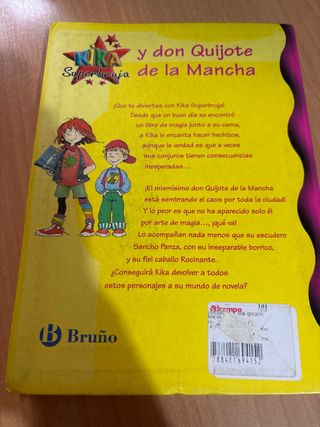 KIKA
Superbruja
y don Quijote
de la Mancha
¡Que te diviertas con Kika Superbruja!
Desde que un buen día se encontró
un libro de magia junto a su cama,
a Kika le encanta hacer hechizos,
aunque la verdad es que a veces
sus conjuros tienen consecuencias
inesperadas...
¡El mismísimo don Quijote de la Mancha
está sembrando el caos por toda la ciudad!
Y lo peor es que no ha aparecido solo él
por arte de magia..., ¡qué va!
Lo acompañan nada menos que su escudero
Sancho Panza, con su inseparable borrico,
y su fiel caballo Rocinante.
¿Conseguirá Kika devolver a todos
estos personajes a su mundo de novela?
B Bruño
Alcampo 101